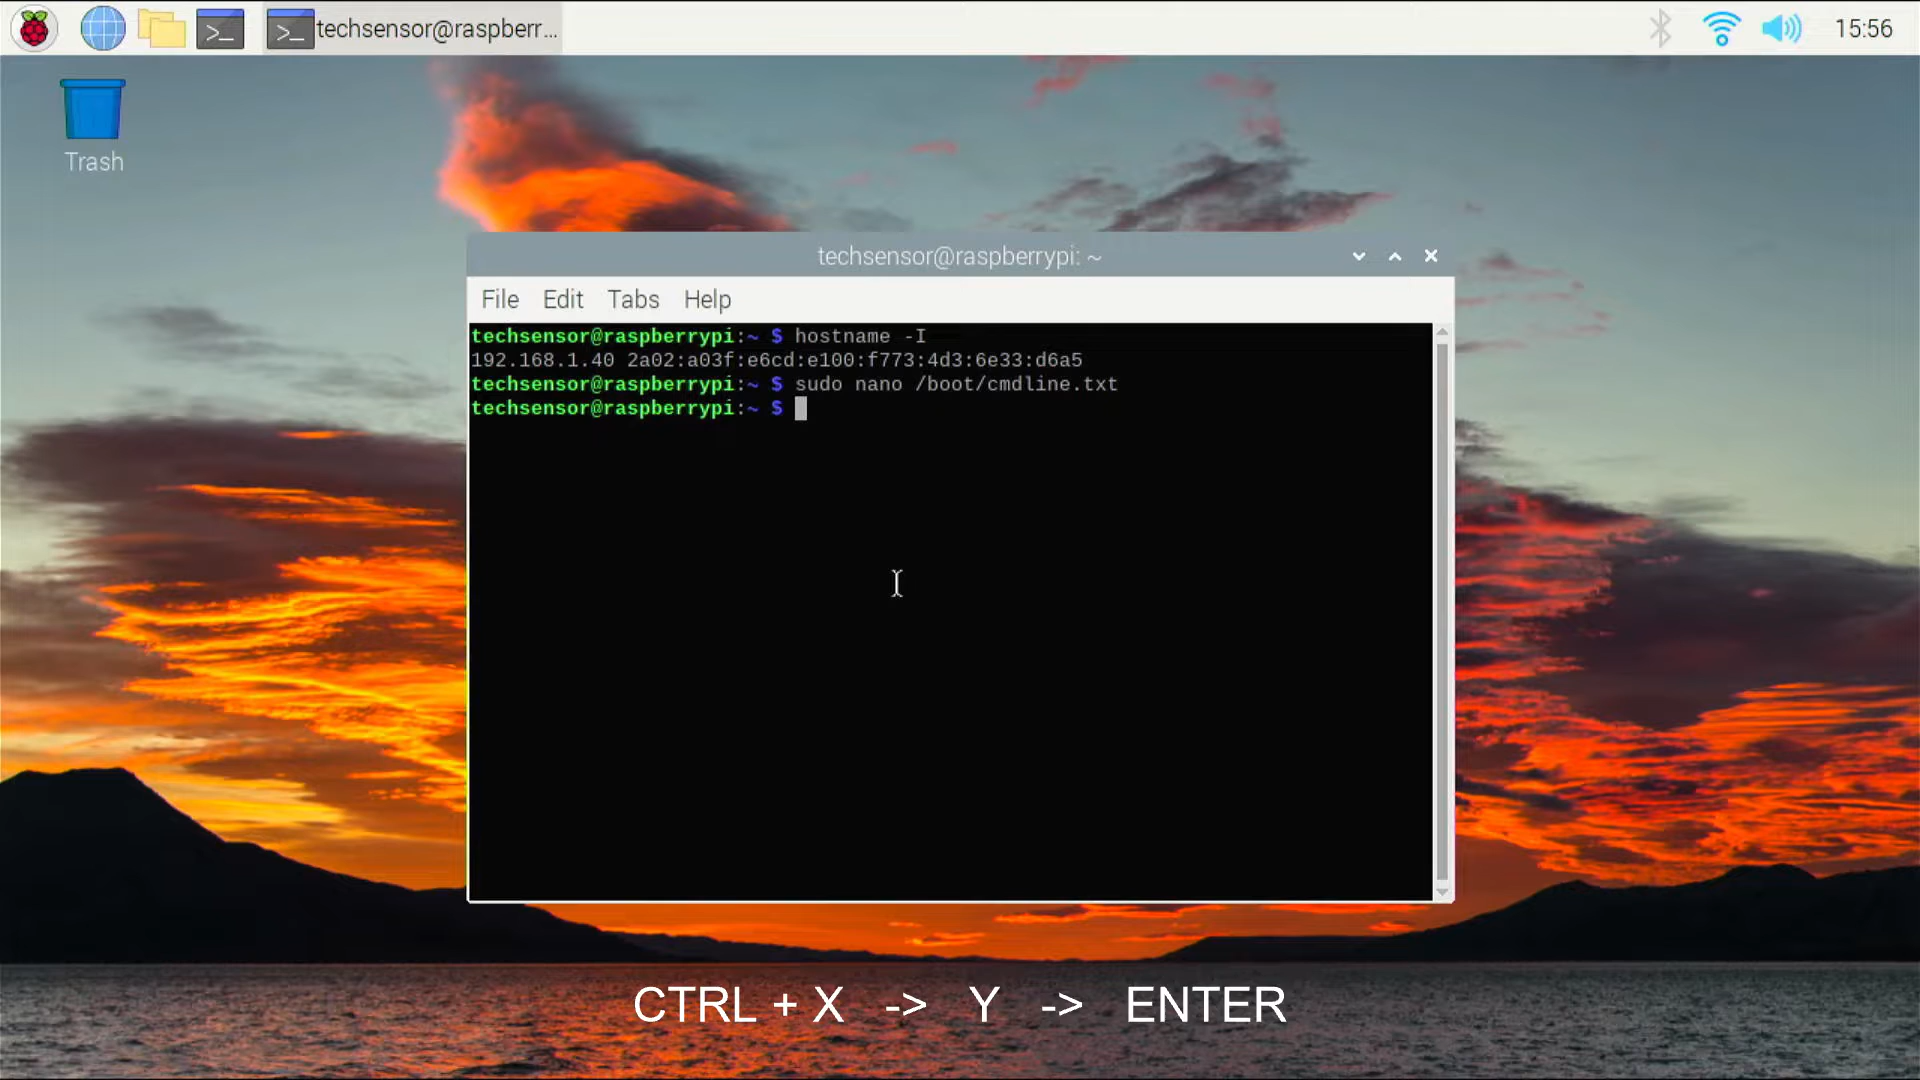 techsensor@raspberr...
15:56
Trash
techsensor@raspberrypi: ~
File Edit Tabs Help
techsensor@raspberrypi:~ $ hostname -I
192.168.1.40 2a02:a03f:e6cd:e100:f773:4d3:6e33:d6a5
techsensor@raspberrypi:~ $ sudo nano /boot/cmdline.txt
techsensor@raspberrypi:~ $
CTRL + X -> Y -> ENTER